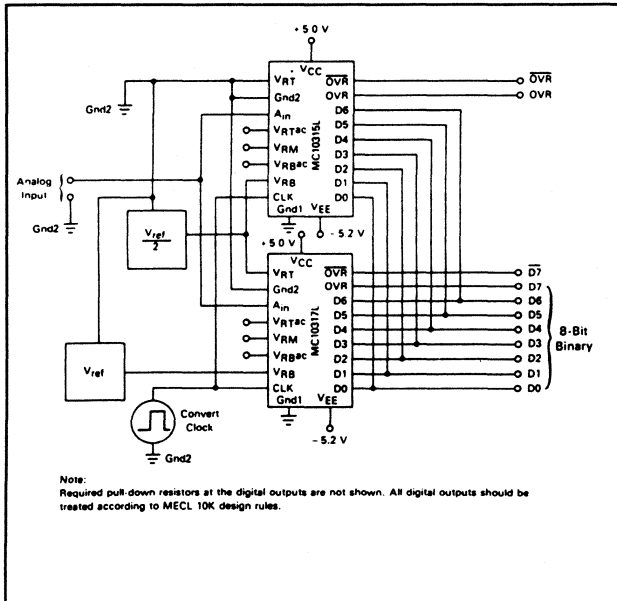 +5.0 V
VCC
VRT
Gnd2
Ain
VRTac
VRM
VRBac
VRB
CLK
Gnd1
VEE
MC10315L
OVR
OVR
D6
D5
D4
D3
D2
D1
D0
OVR
OVR
Gnd2
Analog
Input
Gnd2
Vref
2
-5.2 V
+5.0 V
VCC
VRT
Gnd2
Ain
VRTac
VRM
VRBac
VRB
CLK
Gnd1
VEE
MC10317L
OVR
OVR
D6
D5
D4
D3
D2
D1
D0
D7
D7
D6
D5
D4
D3
D2
D1
D0
8-Bit
Binary
Vref
Convert
Clock
Gnd2
-5.2 V
Note:
Required pull-down resistors at the digital outputs are not shown. All digital outputs should be
treated according to MECL 10K design rules.